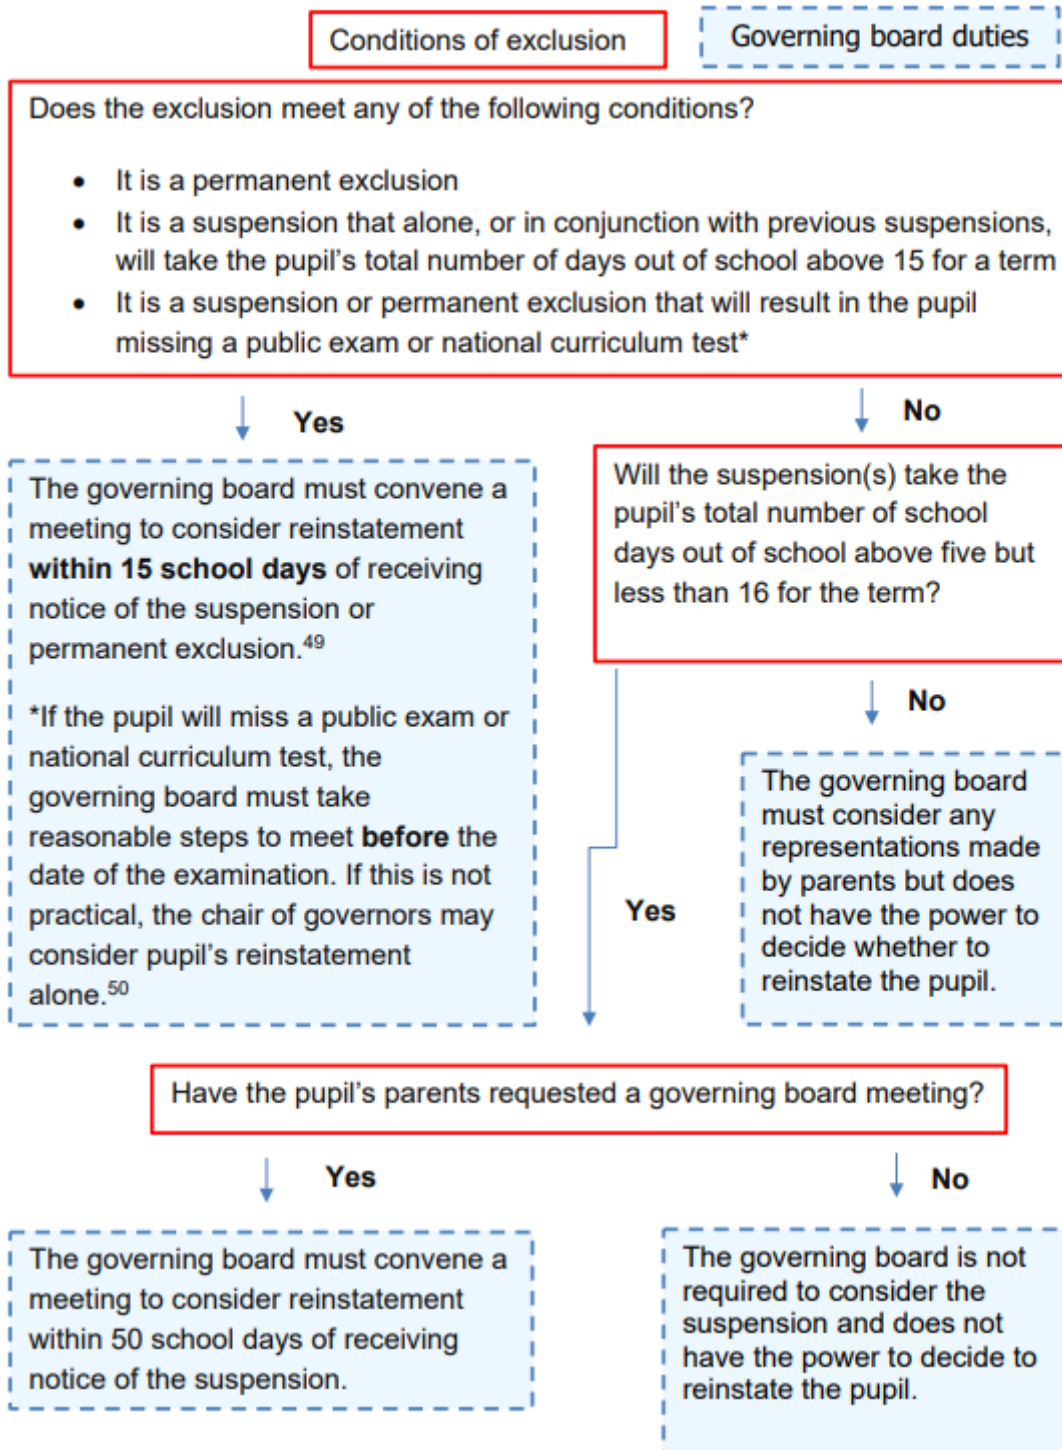 Conditions of exclusion
Governing board duties
Does the exclusion meet any of the following conditions?
• It is a permanent exclusion
• It is a suspension that alone, or in conjunction with previous suspensions,
will take the pupil's total number of days out of school above 15 for a term
• It is a suspension or permanent exclusion that will result in the pupil
missing a public exam or national curriculum test*
Yes
No
The governing board must convene a
meeting to consider reinstatement
within 15 school days of receiving
notice of the suspension or
permanent exclusion.49
*If the pupil will miss a public exam or
national curriculum test, the
governing board must take
reasonable steps to meet before the
date of the examination. If this is not
practical, the chair of governors may
consider pupil's reinstatement
alone.50
Will the suspension(s) take the
pupil's total number of school
days out of school above five but
less than 16 for the term?
No
Yes
The governing board
must consider any
representations made
by parents but does
not have the power to
decide whether to
reinstate the pupil.
Have the pupil's parents requested a governing board meeting?
Yes
No
The governing board must convene a
meeting to consider reinstatement
within 50 school days of receiving
notice of the suspension.
The governing board is not
required to consider the
suspension and does not
have the power to decide to
reinstate the pupil.